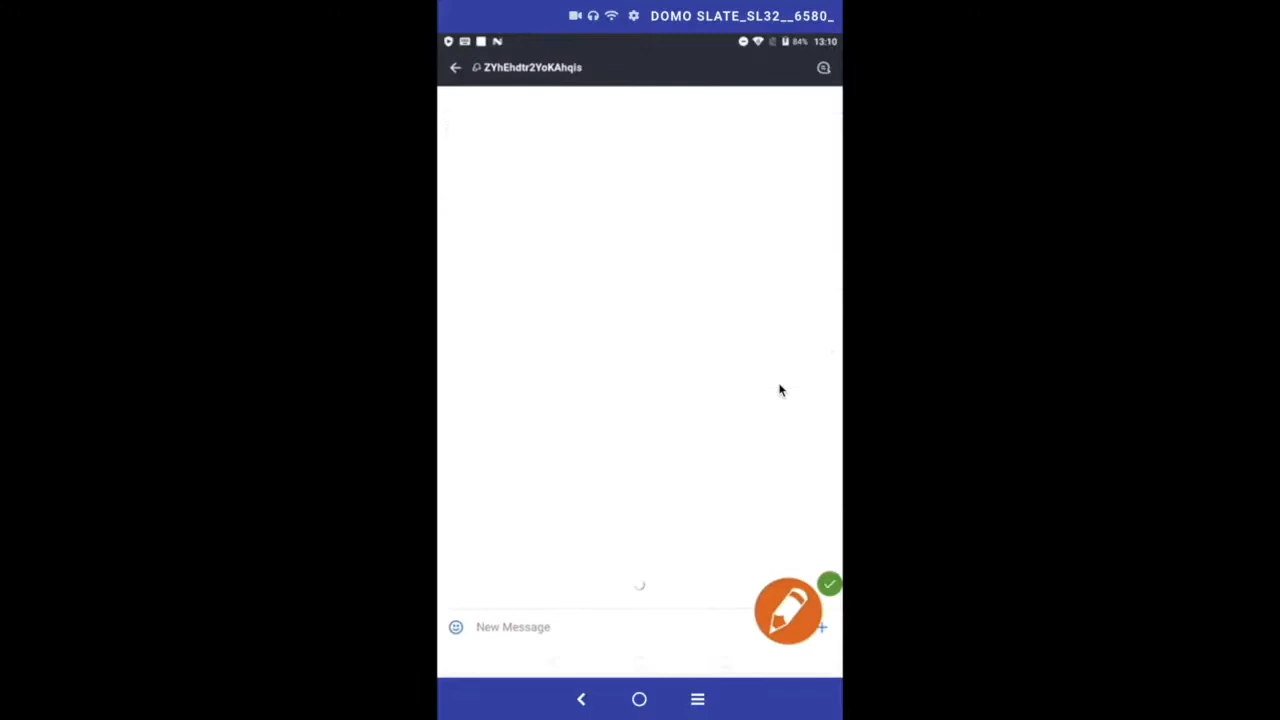 DOMO SLATE_SL32__6580_
84% 13:10
ZYhEhdtr2YoKAhqis
New Message